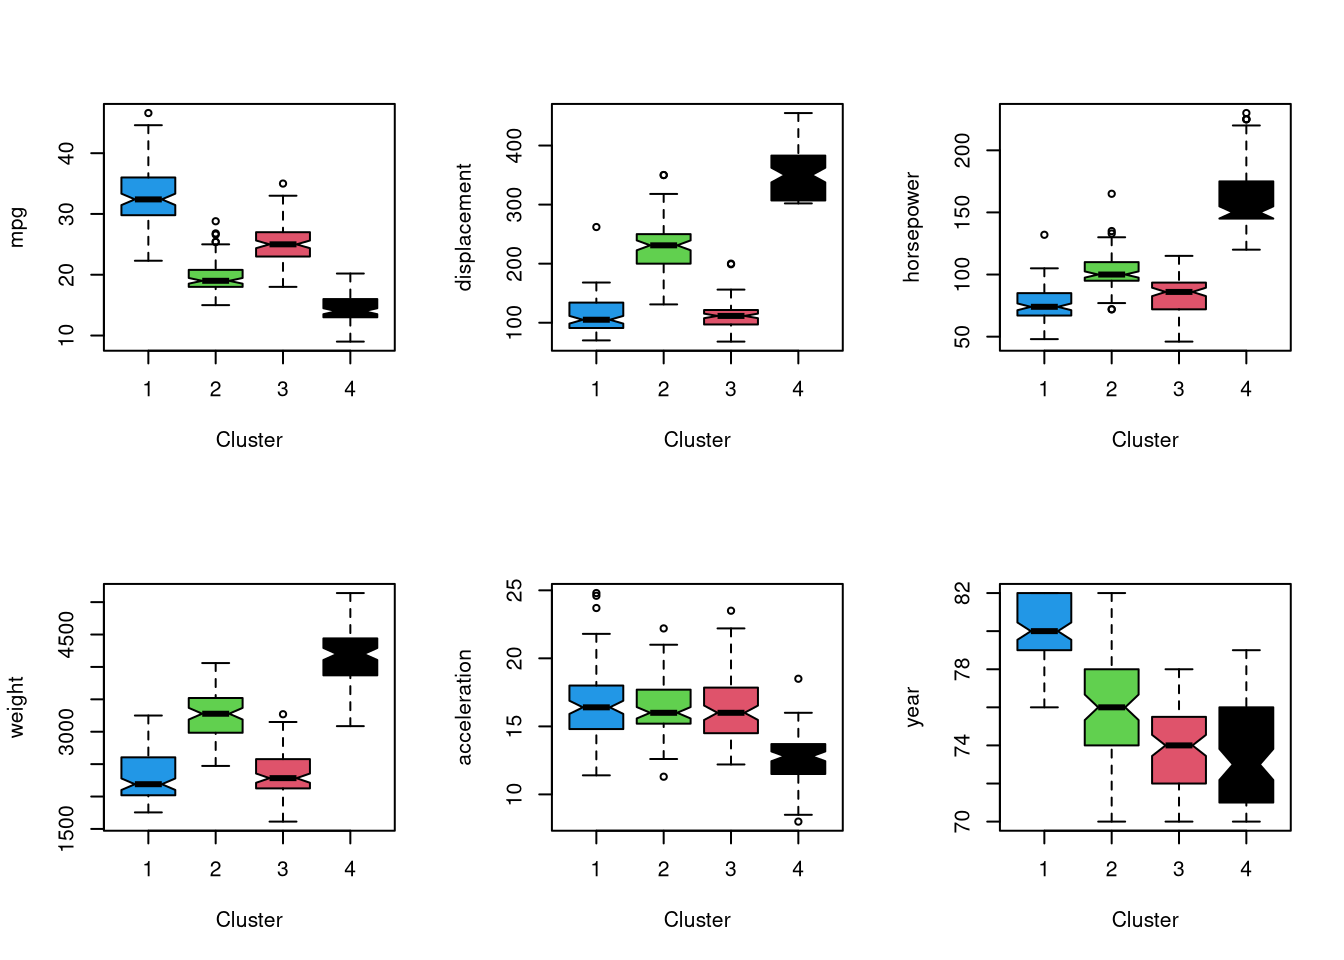 mpg
40
30
20
10
1 2 3 4
Cluster
displacement
400
300
200
100
1 2 3 4
Cluster
horsepower
200
150
100
50
1 2 3 4
Cluster
weight
4500
3000
1500
1 2 3 4
Cluster
acceleration
25
20
15
10
1 2 3 4
Cluster
year
82
78
74
70
1 2 3 4
Cluster